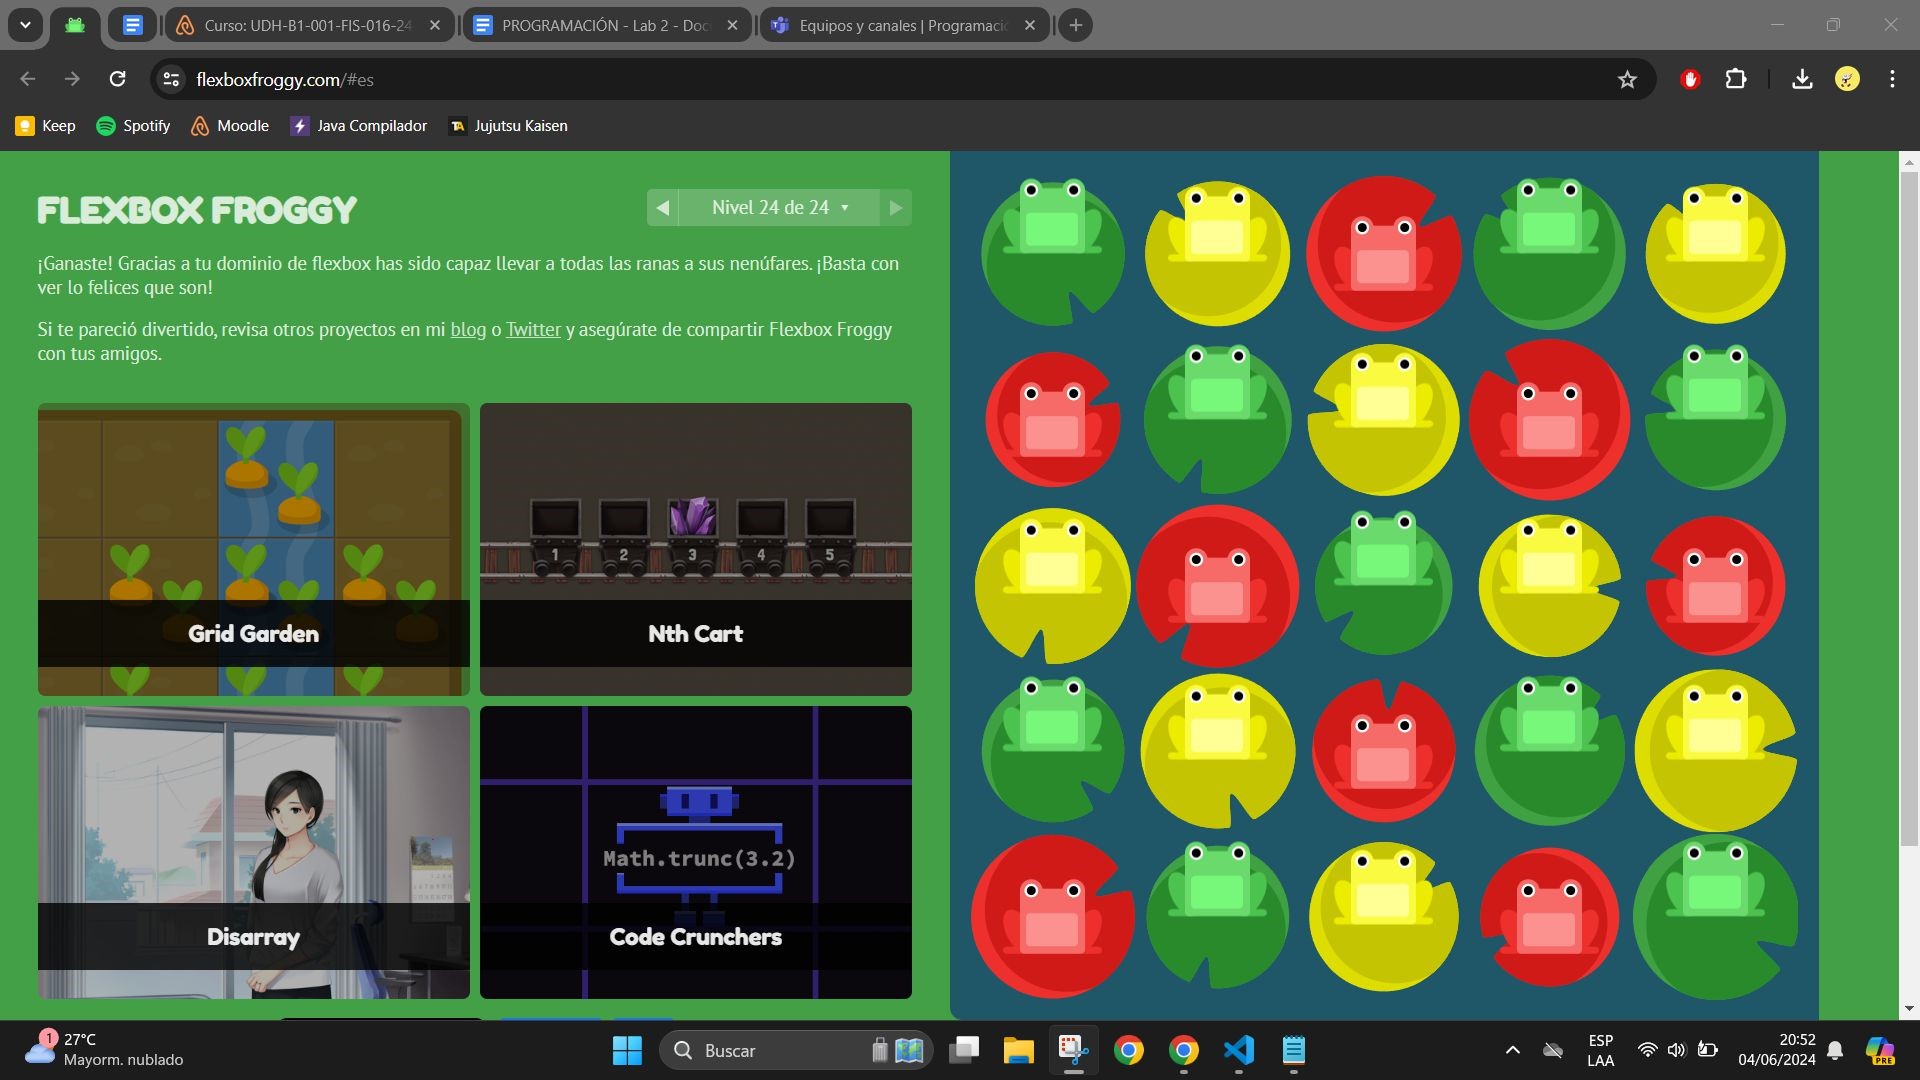 Curso: UDH-B1-001-FIS-016-24
PROGRAMACIÓN - Lab 2 - Doc
Equipos y canales | Programació
flexboxfroggy.com/#es
Keep
Spotify
Moodle
Java Compilador
Jujutsu Kaisen
FLEXBOX FROGGY
Nivel 24 de 24
¡Ganaste! Gracias a tu dominio de flexbox has sido capaz llevar a todas las ranas a sus nenúfares. ¡Basta con
ver lo felices que son!
Si te pareció divertido, revisa otros proyectos en mi blog o Twitter y asegúrate de compartir Flexbox Froggy
con tus amigos.
1
2
3
4
5
Grid Garden
Nth Cart
Math.trunc(3.2)
Disarray
Code Crunchers
1
27°C
Mayorm. nublado
Buscar
ESP
LAA
20:52
04/06/2024
PRE